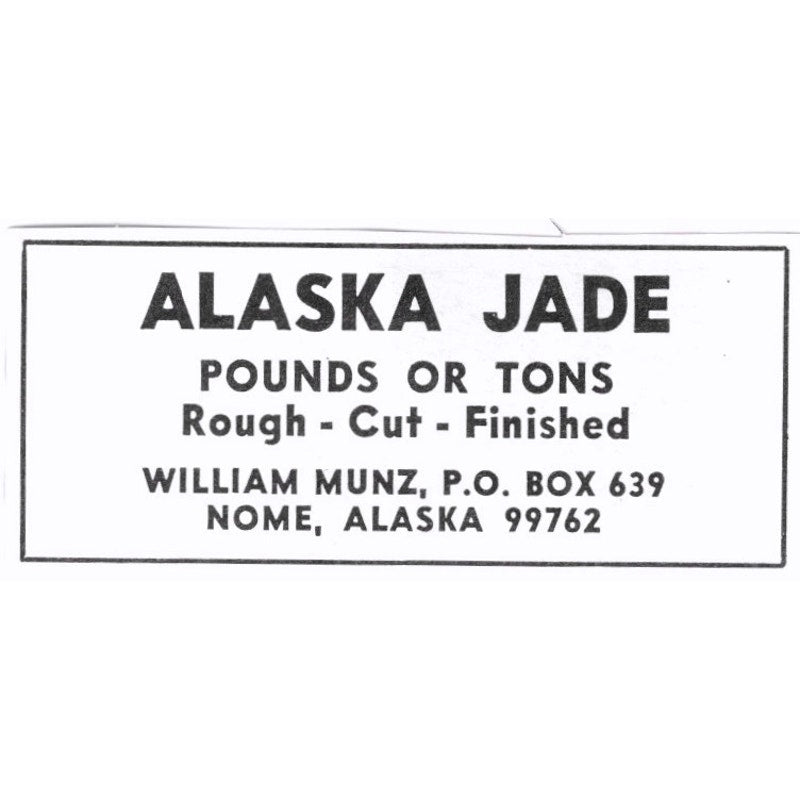 ALASKA JADE
POUNDS OR TONS
Rough - Cut - Finished
WILLIAM MUNZ, P.O. BOX 639
NOME, ALASKA 99762